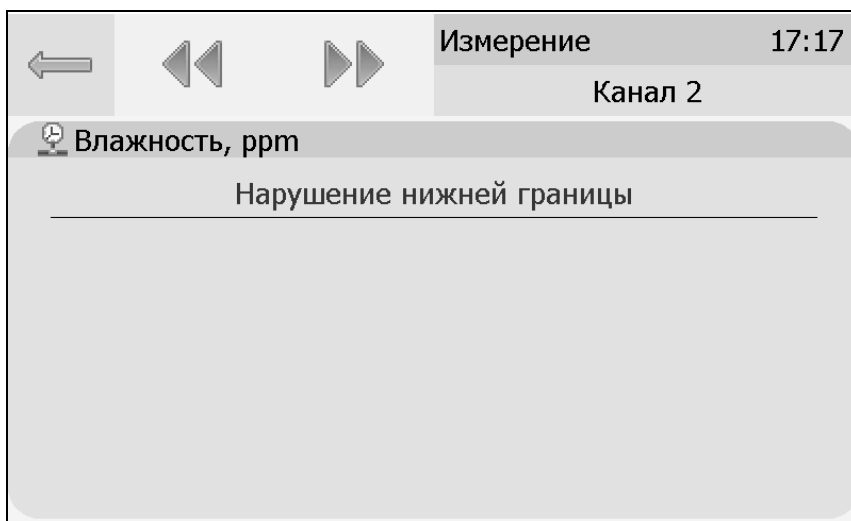 Измерение 17:17
Канал 2
Влажность, ppm
Нарушение нижней границы